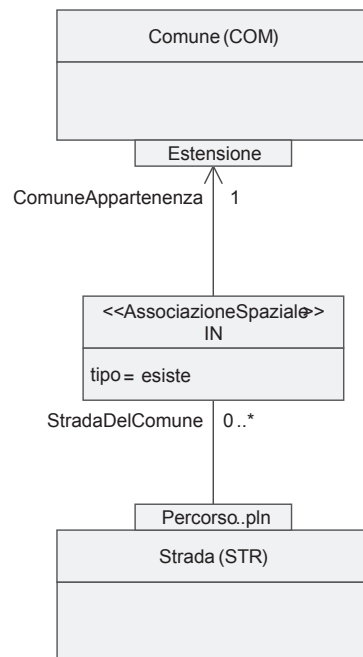 Comune (COM)
Estensione
ComuneAppartenenza 1
<<AssociazioneSpaziale>>
IN
tipo = esiste
StradaDelComune 0..*
Percorso..pln
Strada (STR)